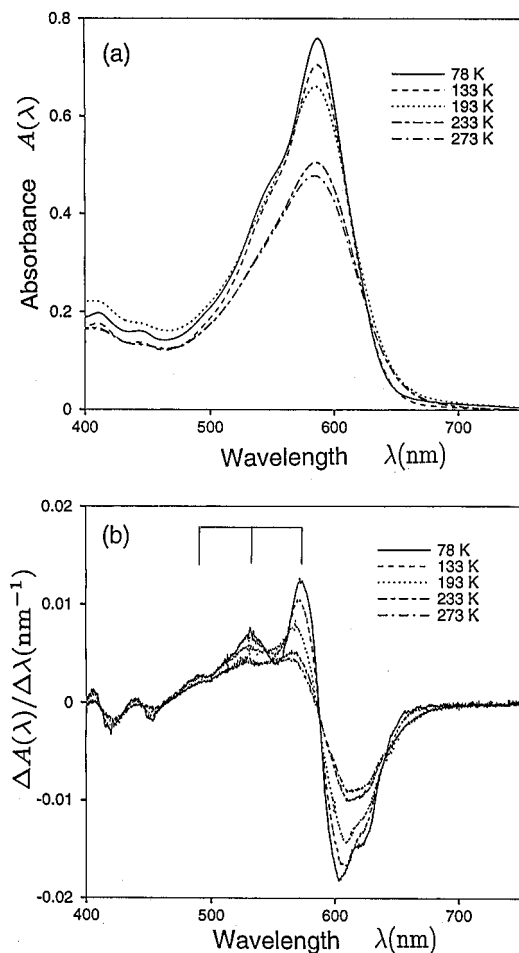 (a)
0.8
0.6
0.4
0.2
0
Absorbance A(λ)
78 K
133 K
193 K
233 K
273 K
400 500 600 700
Wavelength λ(nm)
(b)
0.02
0.01
0
-0.01
-0.02
ΔA(λ)/Δλ(nm⁻¹)
78 K
133 K
193 K
233 K
273 K
400 500 600 700
Wavelength λ(nm)